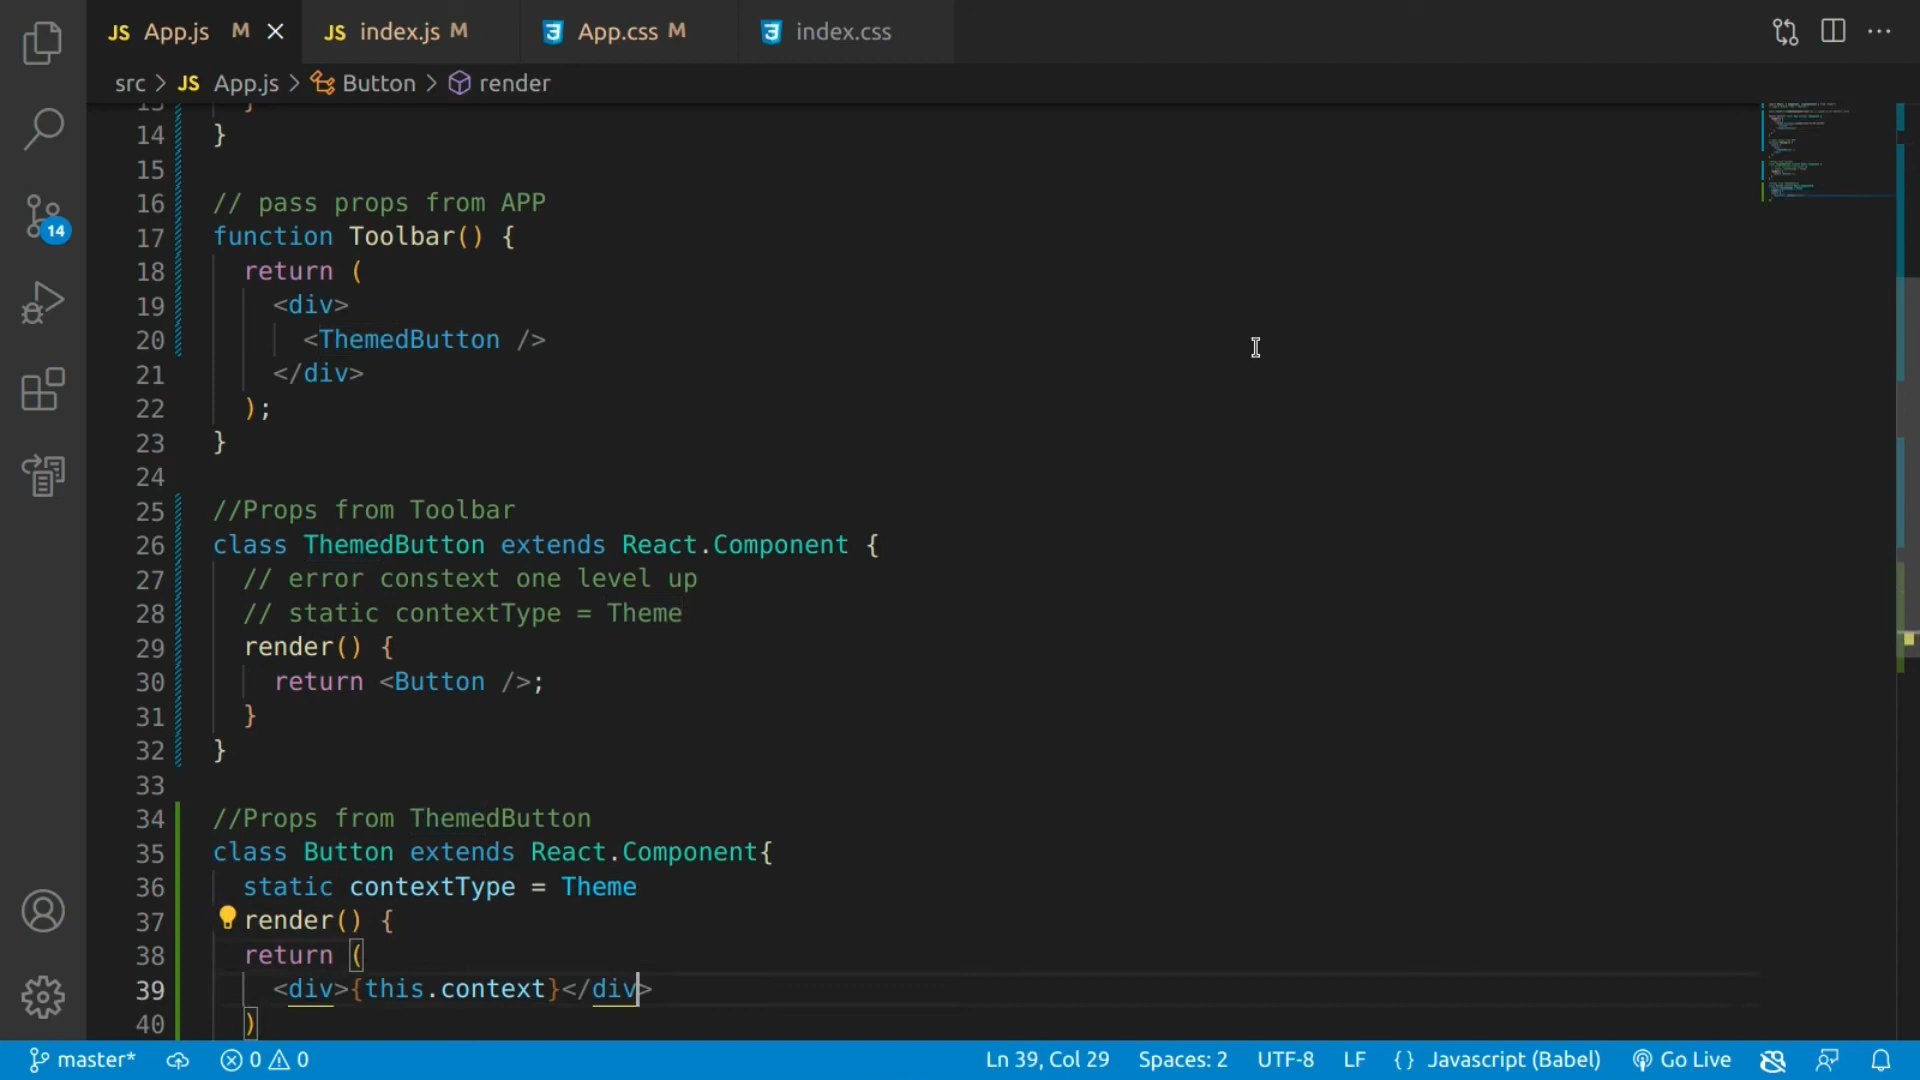 JS App.js M
JS index.js M
App.css M
index.css
src > JS App.js > Button > render
13 }
14 }
15
16 // pass props from APP
17 function Toolbar() {
18 return (
19 <div>
20 <ThemedButton />
21 </div>
22 );
23 }
24
25 //Props from Toolbar
26 class ThemedButton extends React.Component {
27 // error constext one level up
28 // static contextType = Theme
29 render() {
30 return <Button />;
31 }
32 }
33
34 //Props from ThemedButton
35 class Button extends React.Component{
36 static contextType = Theme
37 render() {
38 return (
39 <div>{this.context}</div>
40 )
14
master* 0 0 Ln 39, Col 29 Spaces: 2 UTF-8 LF { } Javascript (Babel) Go Live